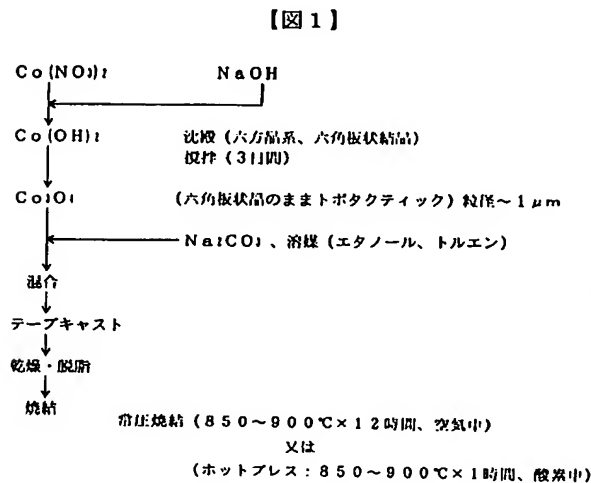 【図1】
Co(NO₃)₂ NaOH
Co(OH)₂ 沈殿(六方晶系、六角板状結晶)
撹拌(3日間)
Co₃O₄ (六角板状晶のままトポタクティック) 粒径~1μm
Na₂CO₃、溶媒(エタノール、トルエン)
混合
テープキャスト
乾燥・脱脂
焼結
常圧焼結(850~900℃×12時間、空気中)
又は
(ホットプレス:850~900℃×1時間、酸素中)